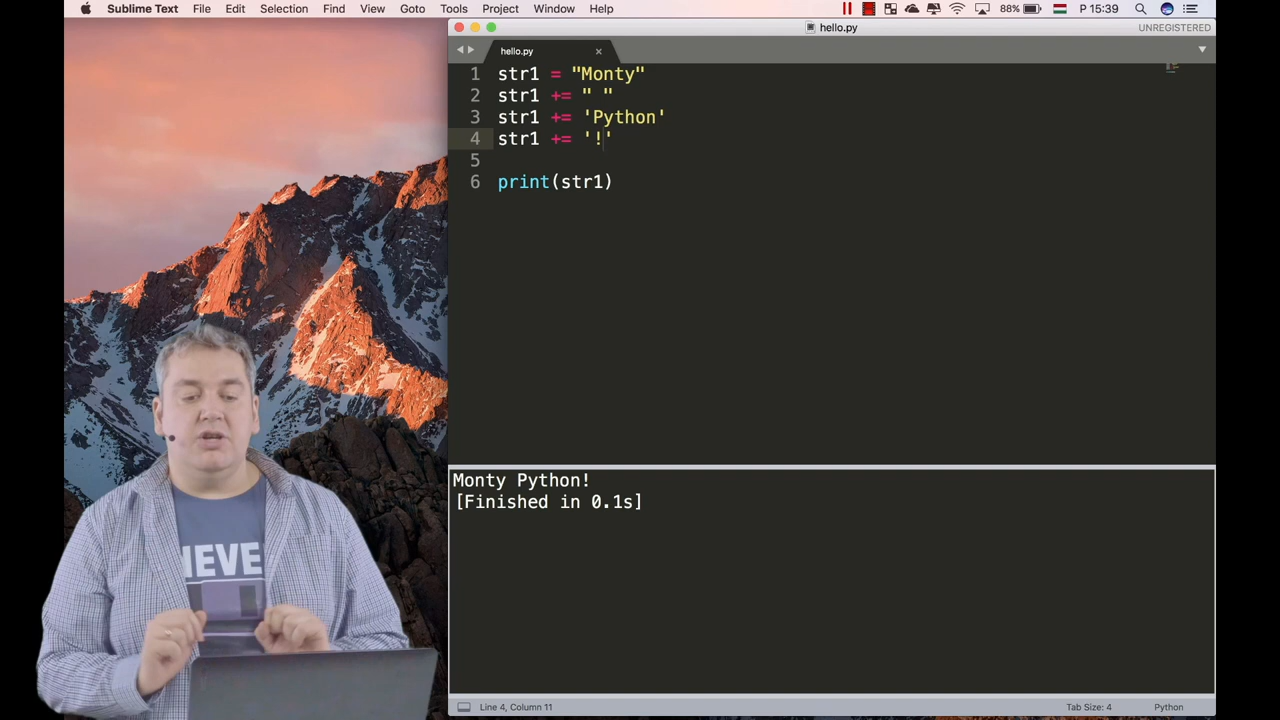 Sublime Text File Edit Selection Find View Goto Tools Project Window Help 88% P 15:39
hello.py UNREGISTERED
hello.py
1 str1 = "Monty"
2 str1 += " "
3 str1 += 'Python'
4 str1 += '!'
5
6 print(str1)
Monty Python!
[Finished in 0.1s]
IEVE
Line 4, Column 11 Tab Size: 4 Python